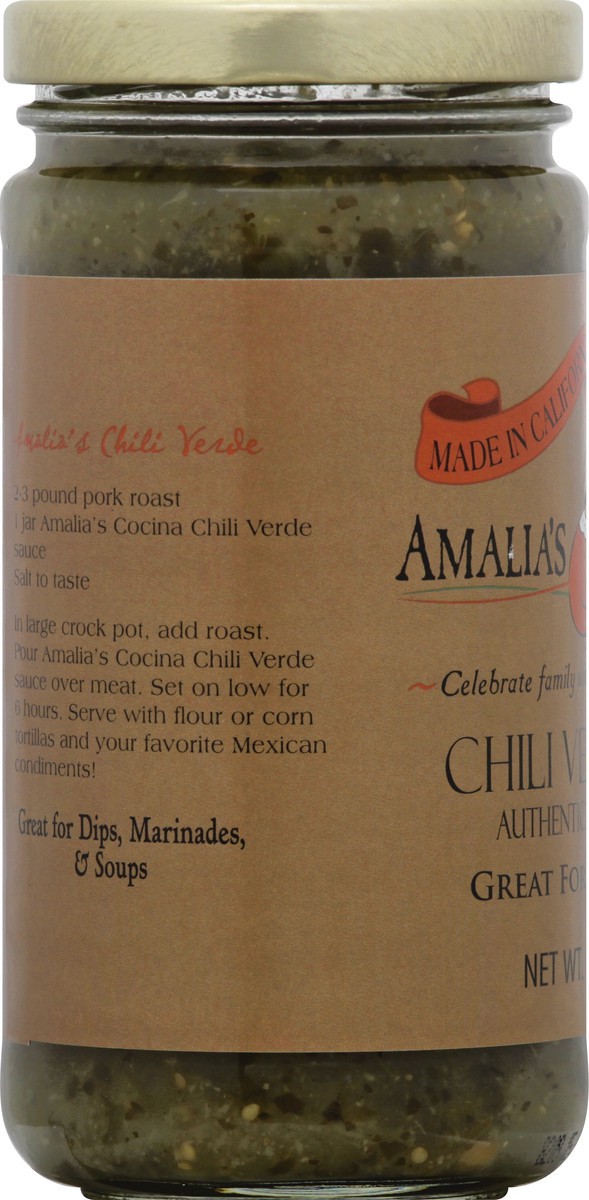 Amalia's Chili Verde
2-3 pound pork roast
1 jar Amalia's Cocina Chili Verde
sauce
Salt to taste
In large crock pot, add roast.
Pour Amalia's Cocina Chili Verde
sauce over meat. Set on low for
6 hours. Serve with flour or corn
tortillas and your favorite Mexican
condiments!
Great for Dips, Marinades,
& Soups
MADE IN CALIFORN
AMALIA'S
~Celebrate family
CHILI VE
AUTHENTIC
GREAT FOR
NET WT.